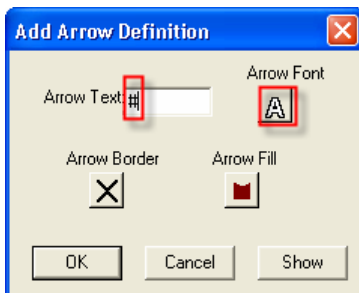 Add Arrow Definition
Arrow Font
Arrow Text: #
A
Arrow Border
Arrow Fill
OK
Cancel
Show